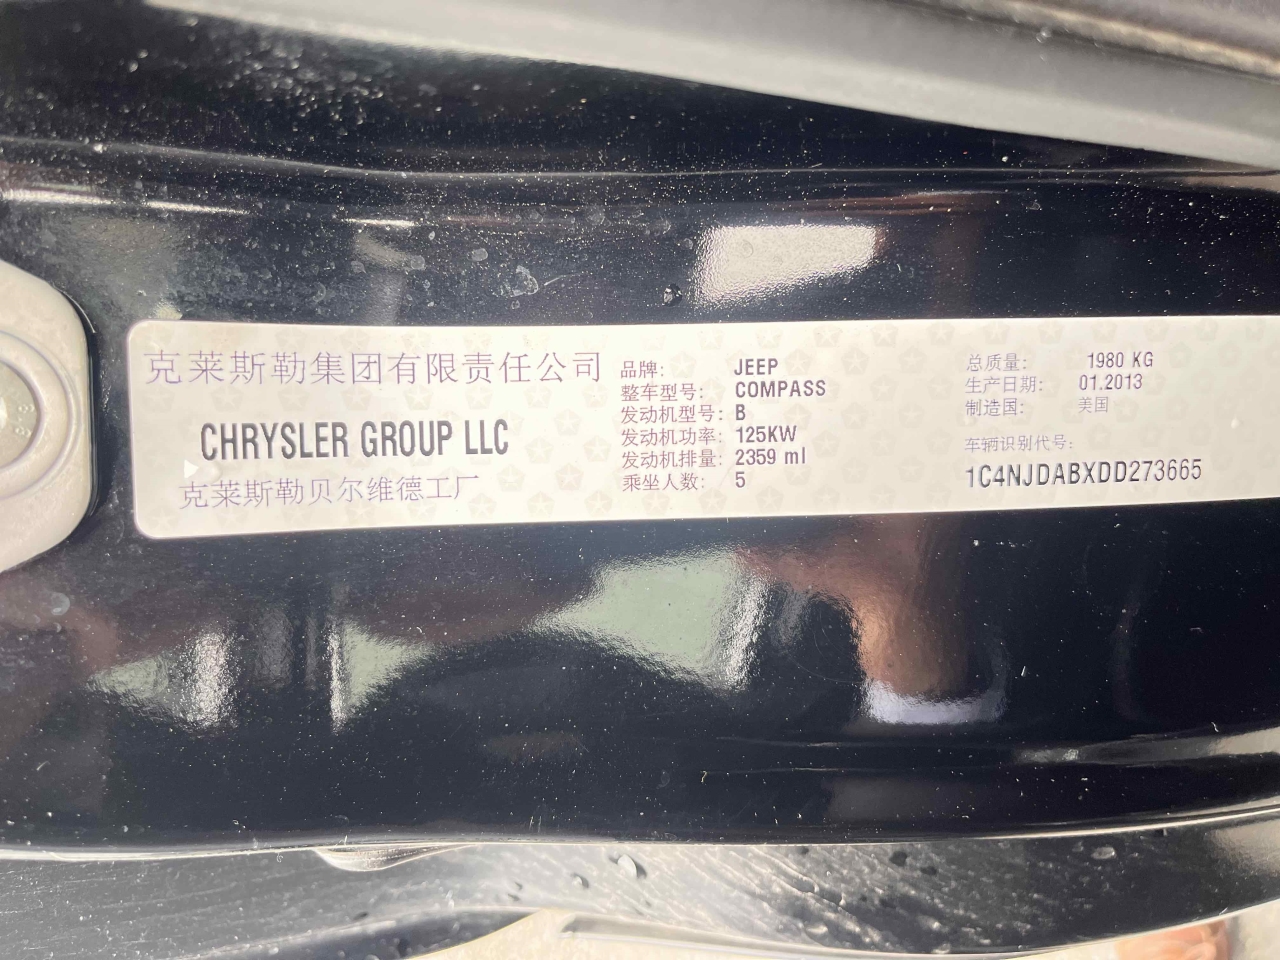 克莱斯勒集团有限责任公司
CHRYSLER GROUP LLC
克莱斯勒贝尔维德工厂
品牌: JEEP
整车型号: COMPASS
发动机型号: B
发动机功率: 125KW
发动机排量: 2359 ml
乘坐人数: 5
总质量: 1980 KG
生产日期: 01.2013
制造国: 美国
车辆识别代号:
1C4NJDABXDD273665